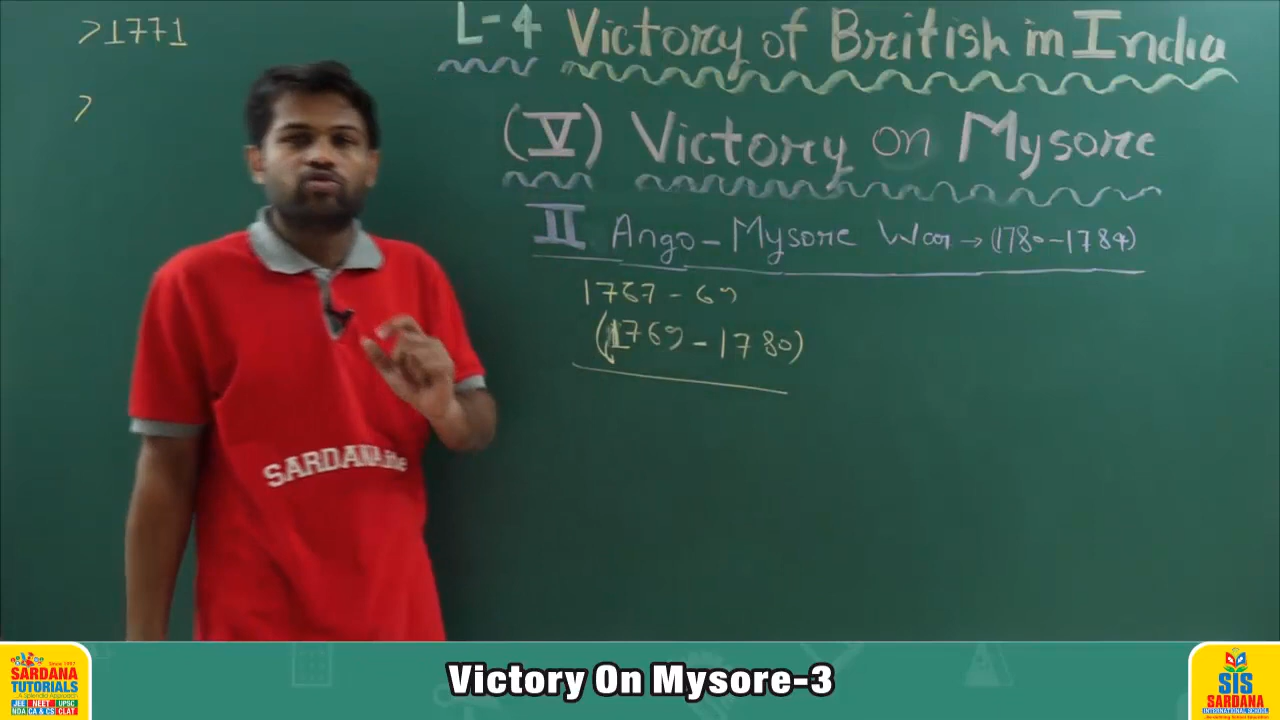 >1771
>
L-4 Victory of British in India
(V) Victory on Mysore
II Ango-Mysore War → (1780-1784)
1767-69
(1769-1780)
SARDANA
Victory On Mysore-3
Since 1997
SARDANA
TUTORIALS
A Splendid Approach
JEE NEET UPSC
NDA CA & CS CLAT
SIS
SARDANA
INTERNATIONAL SCHOOL